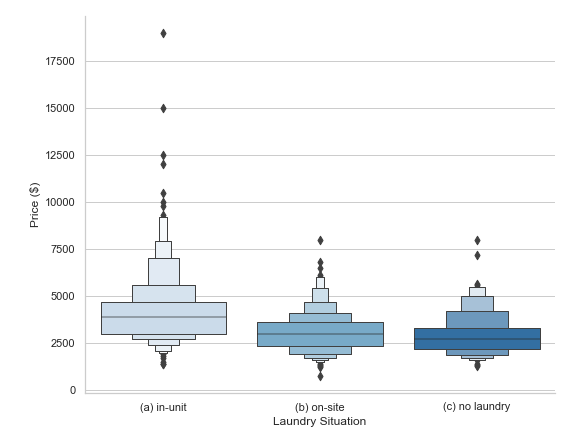 17500
15000
12500
10000
7500
5000
2500
0
Price ($)
(a) in-unit
(b) on-site
(c) no laundry
Laundry Situation